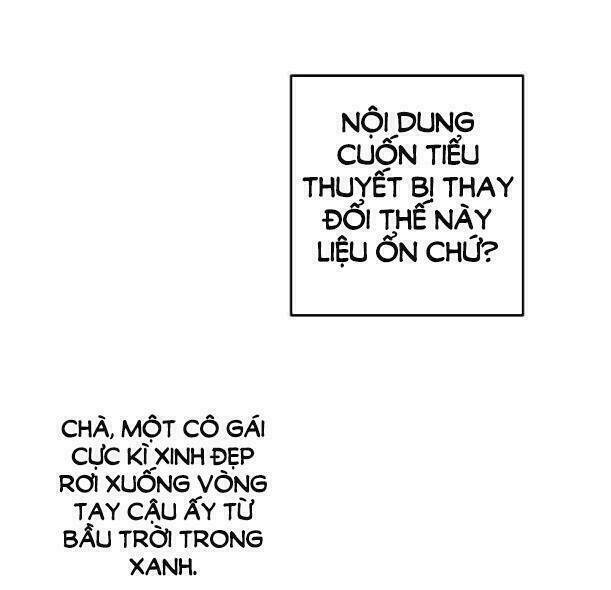 NỘI DUNG
CUỐN TIỂU
THUYẾT BỊ THAY
ĐỔI THẾ NÀY
LIỆU ỔN CHỨ?
CHÀ, MỘT CÔ GÁI
CỰC KÌ XINH ĐẸP
RƠI XUỐNG VÒNG
TAY CẬU ẤY TỪ
BẦU TRỜI TRONG
XANH.